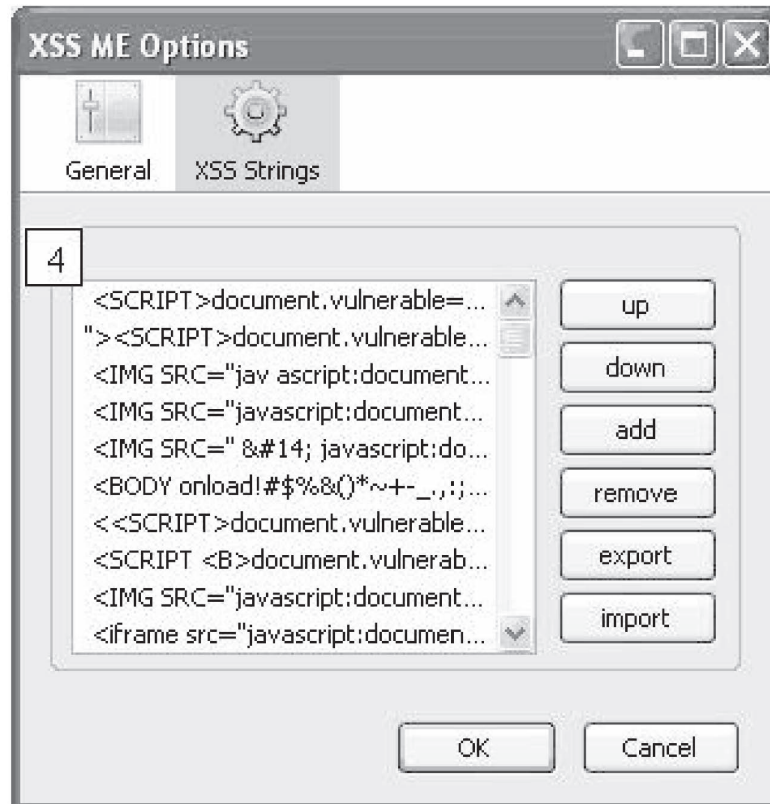 XSS ME Options
General
XSS Strings
4
<SCRIPT>document.vulnerable=...
"><SCRIPT>document.vulnerable...
<IMG SRC="jav ascript:document...
<IMG SRC="javascript:document...
<IMG SRC=" &#14; javascript:do...
<BODY onload!#$%&()*~+-_.,:;...
<<SCRIPT>document.vulnerable...
<SCRIPT <B>document.vulnerab...
<IMG SRC="javascript:document...
<iframe src="javascript:documen...
up
down
add
remove
export
import
OK
Cancel